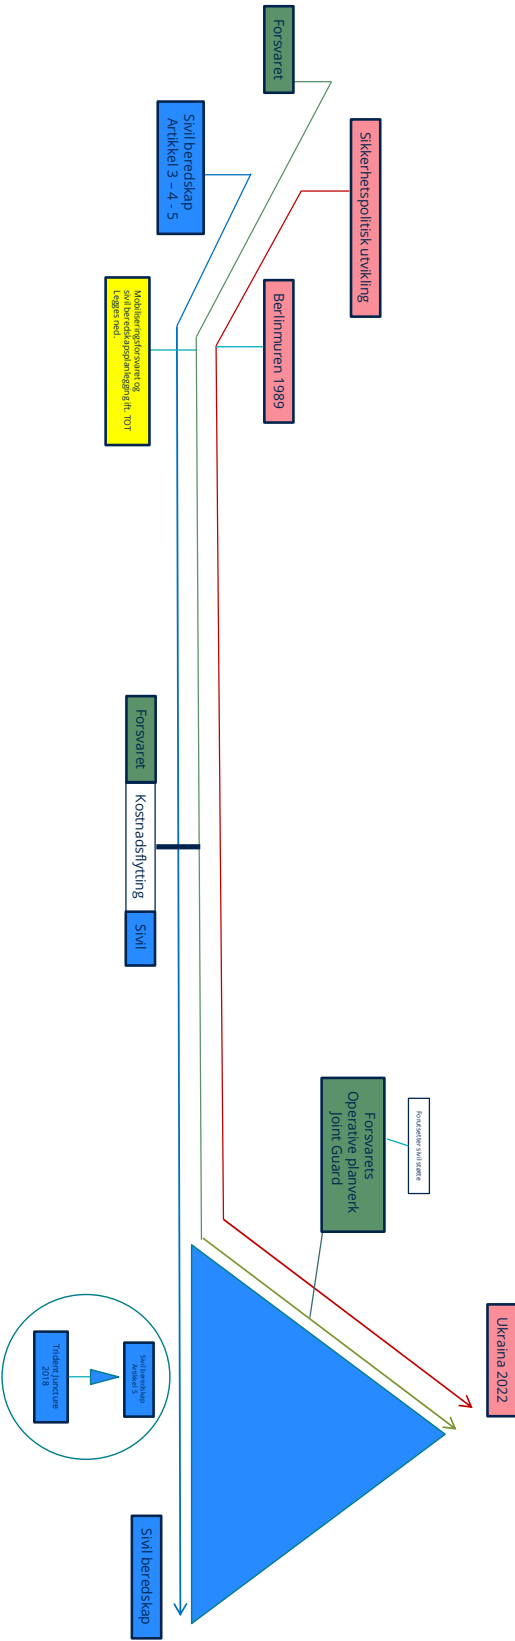 Forsvaret
Sikkerhetspolitisk utvikling
Sivil beredskap
Artikkel 3 – 4 - 5
Berlinmuren 1989
Mobiliseringsforsvaret og
sivil beredskapsplanlegging ift. TOT
Legges ned.
Forsvaret
Kostnadsflytting
Sivil
Forsvarets
Operative planverk
Joint Guard
Forutsetter sivil støtte
Ukraina 2022
Sivil beredskap
Artikkel 5
Trident Juncture
2018
Sivil beredskap